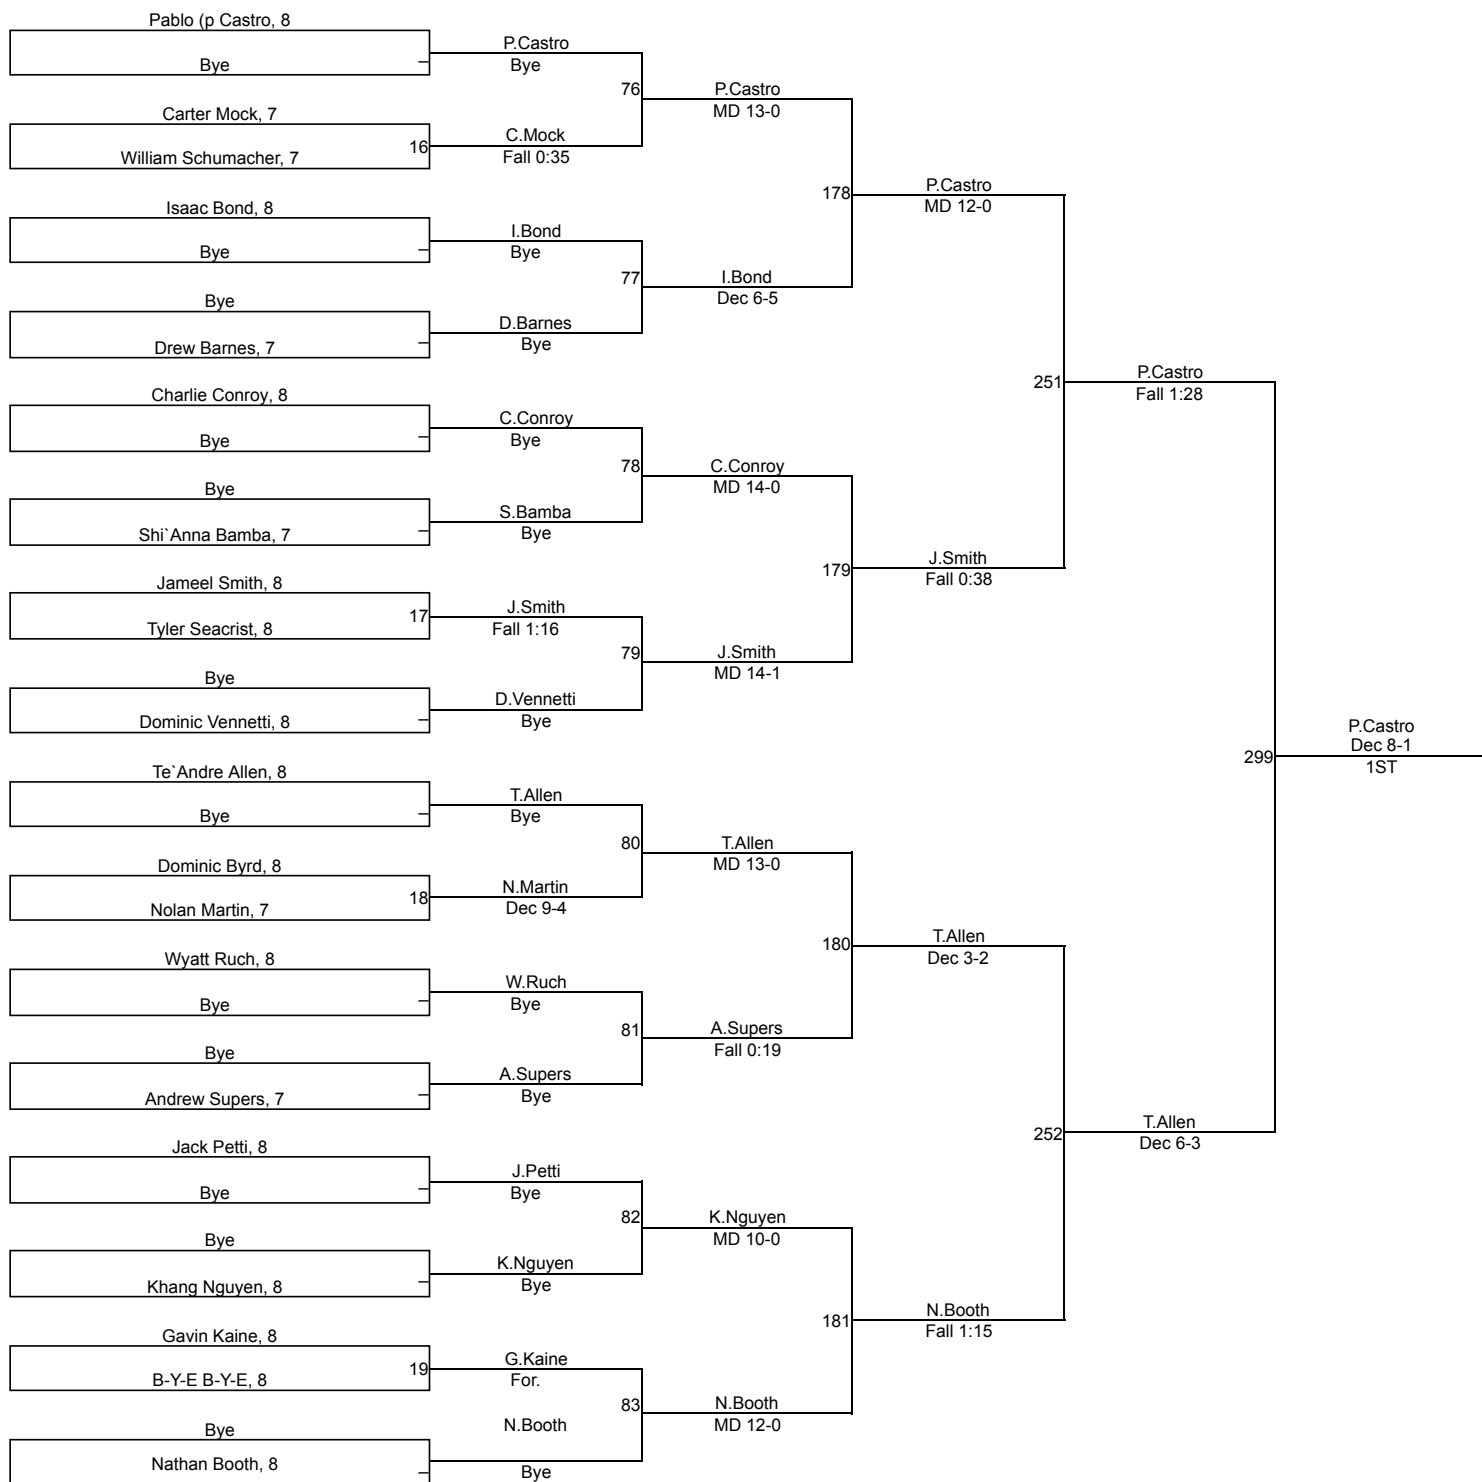 Pablo (p Castro, 8
Bye
P.Castro
Bye
76
P.Castro
MD 13-0
Carter Mock, 7
William Schumacher, 7
16
C.Mock
Fall 0:35
178
P.Castro
MD 12-0
Isaac Bond, 8
Bye
I.Bond
Bye
77
I.Bond
Dec 6-5
Bye
Drew Barnes, 7
D.Barnes
Bye
251
P.Castro
Fall 1:28
Charlie Conroy, 8
Bye
C.Conroy
Bye
78
C.Conroy
MD 14-0
Bye
Shi`Anna Bamba, 7
S.Bamba
Bye
179
J.Smith
Fall 0:38
Jameel Smith, 8
Tyler Seacrist, 8
17
J.Smith
Fall 1:16
79
J.Smith
MD 14-1
Bye
Dominic Vennetti, 8
D.Vennetti
Bye
299
P.Castro
Dec 8-1
1ST
Te`Andre Allen, 8
Bye
T.Allen
Bye
80
T.Allen
MD 13-0
Dominic Byrd, 8
Nolan Martin, 7
18
N.Martin
Dec 9-4
180
T.Allen
Dec 3-2
Wyatt Ruch, 8
Bye
W.Ruch
Bye
81
A.Supers
Fall 0:19
Bye
Andrew Supers, 7
A.Supers
Bye
252
T.Allen
Dec 6-3
Jack Petti, 8
Bye
J.Petti
Bye
82
K.Nguyen
MD 10-0
Bye
Khang Nguyen, 8
K.Nguyen
Bye
181
N.Booth
Fall 1:15
Gavin Kaine, 8
B-Y-E B-Y-E, 8
19
G.Kaine
For.
83
N.Booth
MD 12-0
Bye
Nathan Booth, 8
N.Booth
Bye